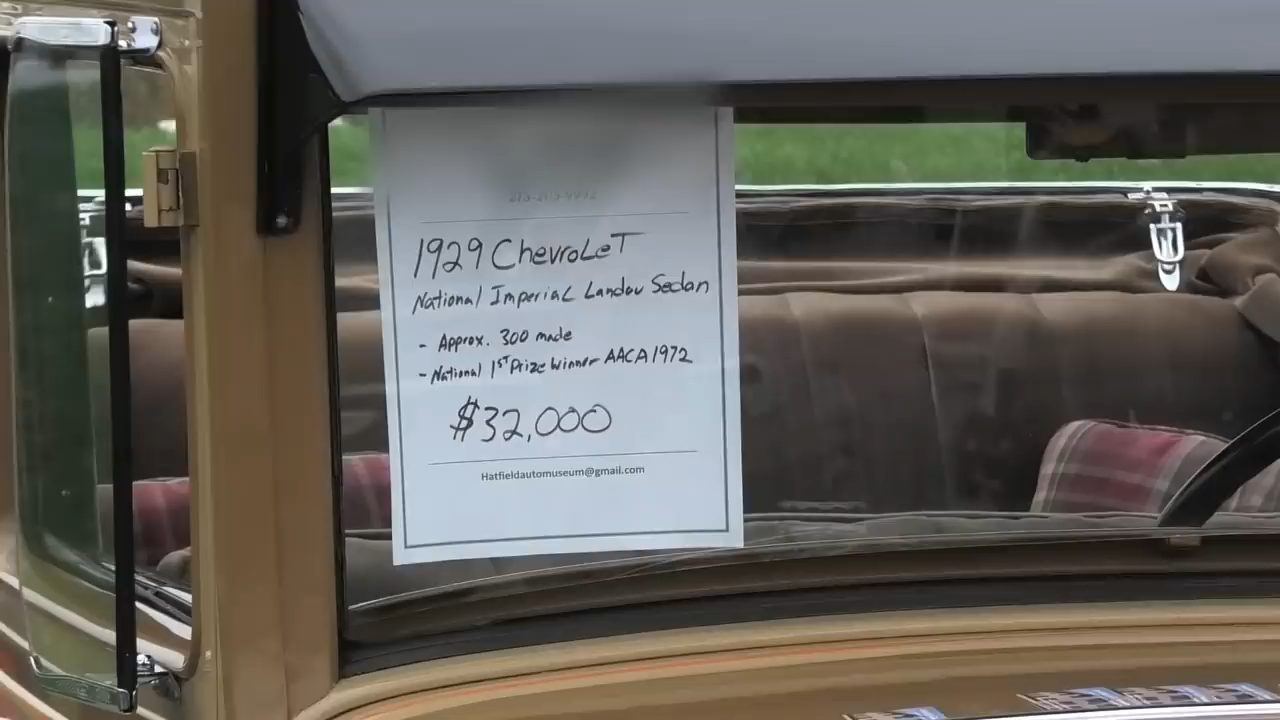 1929 ChevroLeT
National Imperial Landau Sedan
- Approx. 300 made
- National 1ST Prize Winner AACA 1972
$32,000
Hatfieldautomuseum@gmail.com